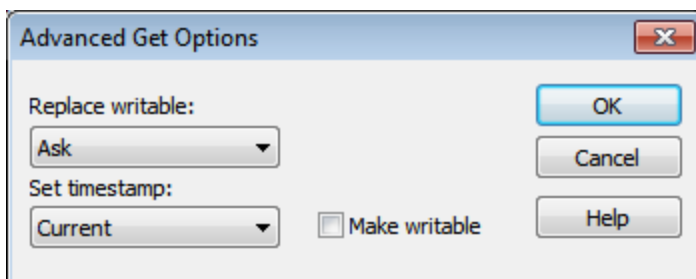 Advanced Get Options
Replace writable:
OK
Ask
Cancel
Set timestamp:
Current
Make writable
Help